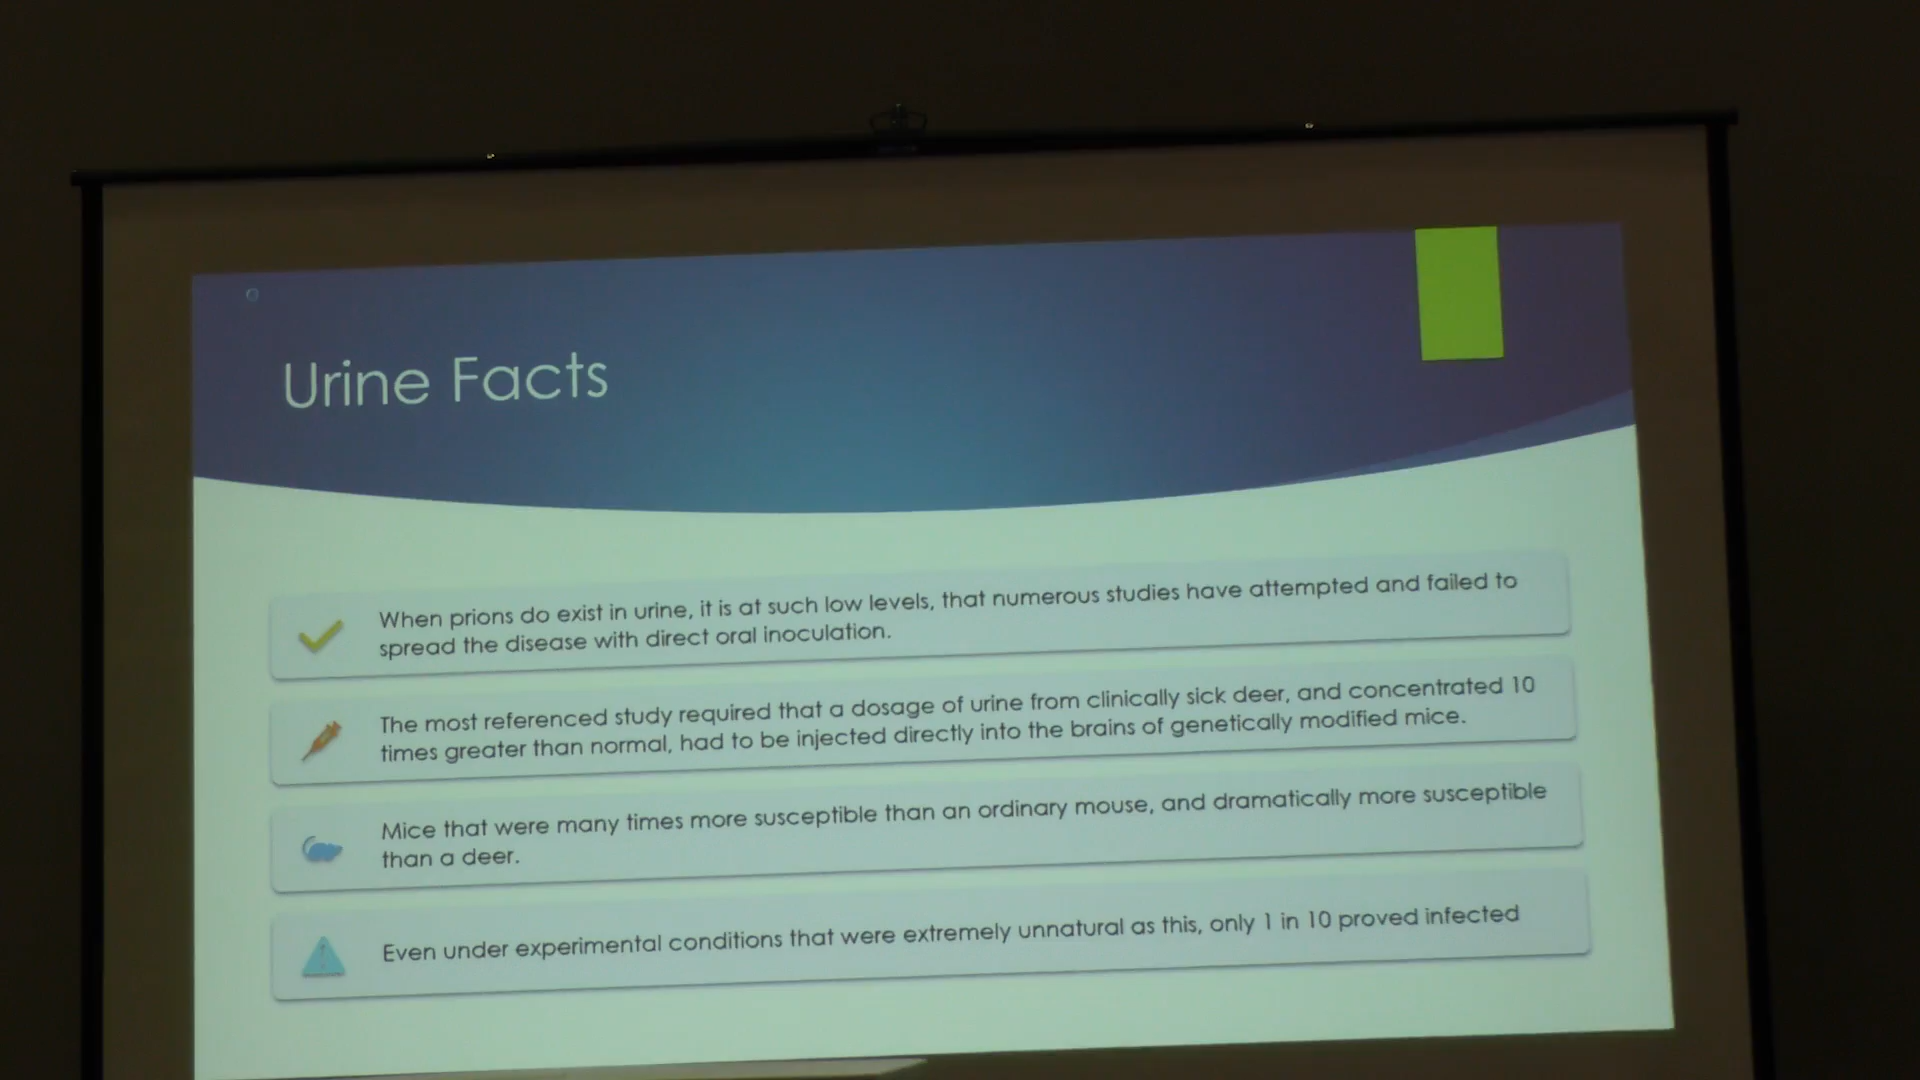 Urine Facts
When prions do exist in urine, it is at such low levels, that numerous studies have attempted and failed to
spread the disease with direct oral inoculation.
The most referenced study required that a dosage of urine from clinically sick deer, and concentrated 10
times greater than normal, had to be injected directly into the brains of genetically modified mice.
Mice that were many times more susceptible than an ordinary mouse, and dramatically more susceptible
than a deer.
Even under experimental conditions that were extremely unnatural as this, only 1 in 10 proved infected